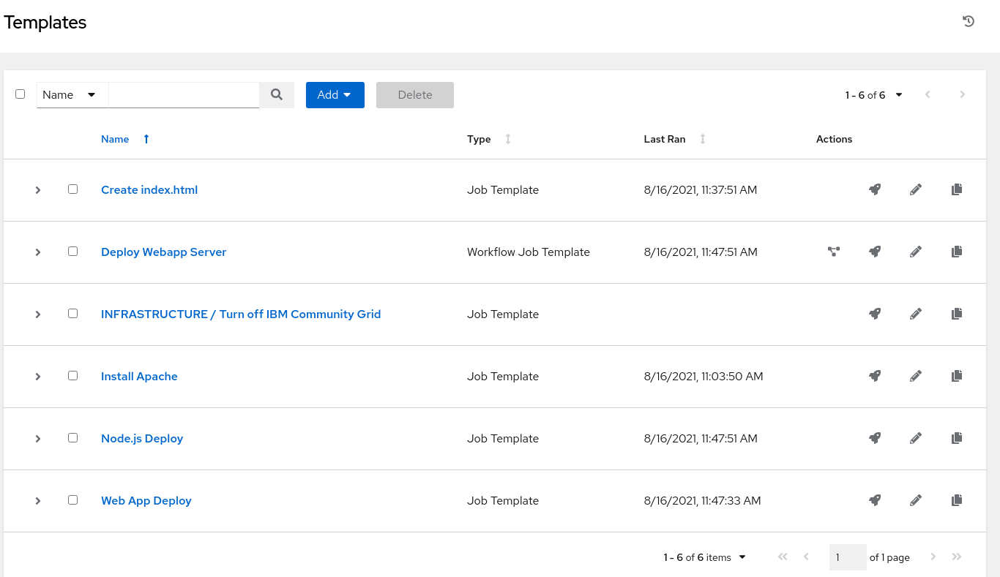 Templates
Name Add Delete 1 - 6 of 6
Name Type Last Ran Actions
Create index.html Job Template 8/16/2021, 11:37:51 AM
Deploy Webapp Server Workflow Job Template 8/16/2021, 11:47:51 AM
INFRASTRUCTURE / Turn off IBM Community Grid Job Template
Install Apache Job Template 8/16/2021, 11:03:50 AM
Node.js Deploy Job Template 8/16/2021, 11:47:51 AM
Web App Deploy Job Template 8/16/2021, 11:47:33 AM
1 - 6 of 6 items 1 of 1 page